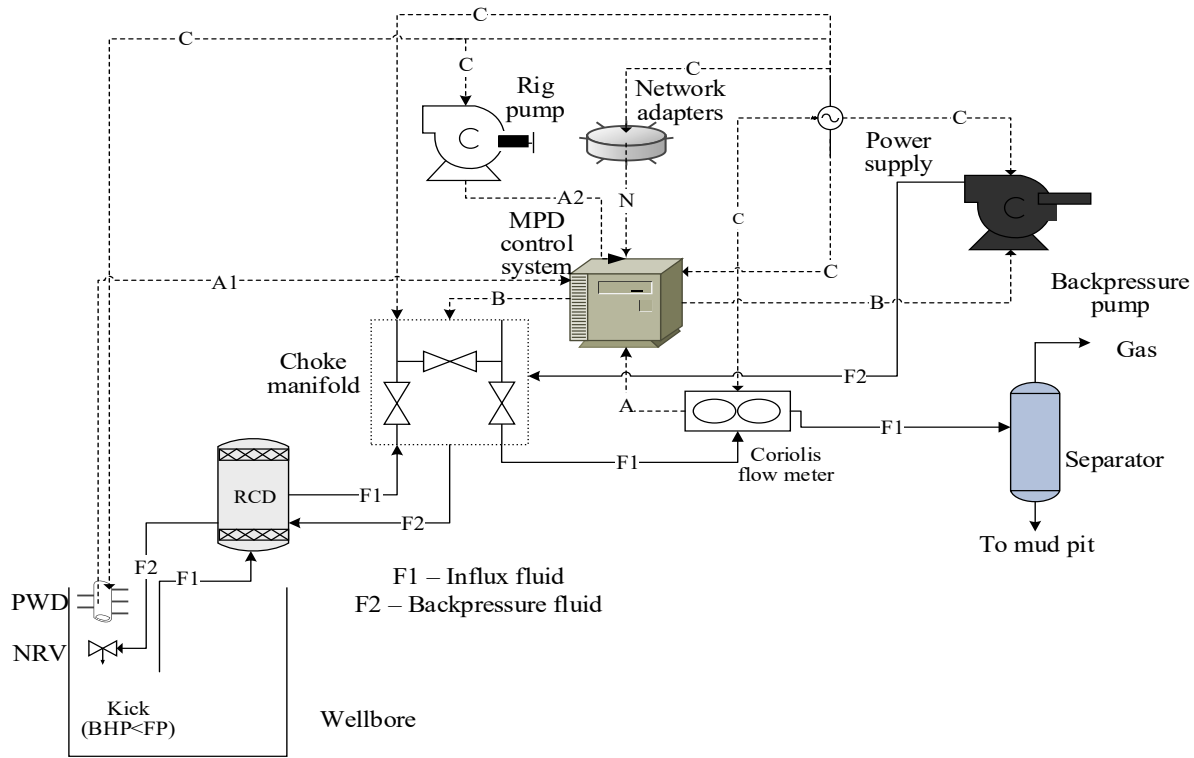 C
C
C
Rig
pump
C
Network
adapters
C
C
Power
supply
C
C
A2
N
C
MPD
control
system
A1
B
C
B
Backpressure
pump
Gas
Choke
manifold
F2
A
F1
Coriolis
flow meter
F1
Separator
RCD
F1
F2
To mud pit
F2
F1
F1 – Influx fluid
F2 – Backpressure fluid
PWD
NRV
Kick
(BHP<FP)
Wellbore